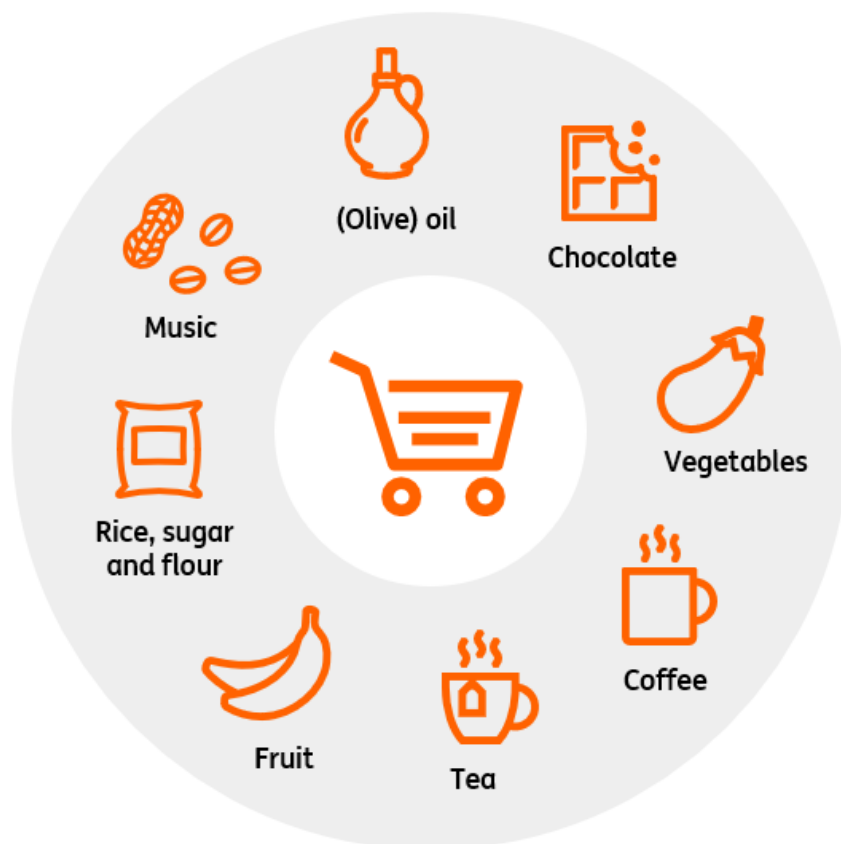 (Olive) oil
Chocolate
Music
Vegetables
Rice, sugar
and flour
Coffee
Fruit
Tea